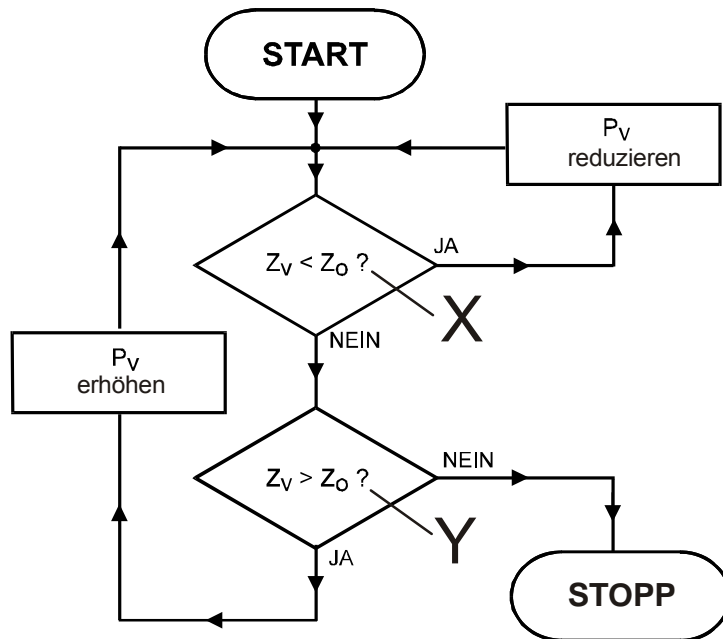 START
Pv
reduzieren
Zv < Zo ?
JA
X
NEIN
Pv
erhöhen
Zv > Zo ?
NEIN
Y
JA
STOPP